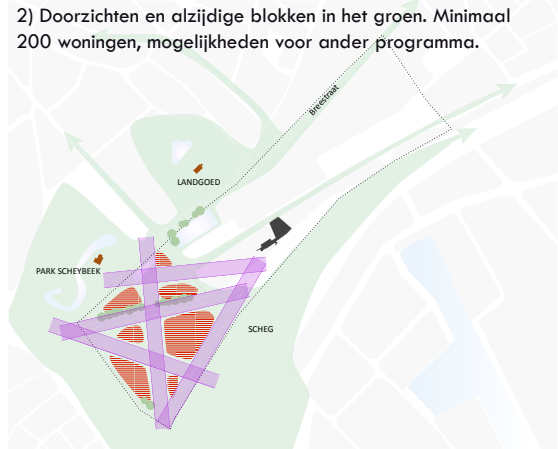 2) Doorzichten en alzijdige blokken in het groen. Minimaal
200 woningen, mogelijkheden voor ander programma.
Breestraat
LANDGOED
PARK SCHEYBEEK
SCHEG